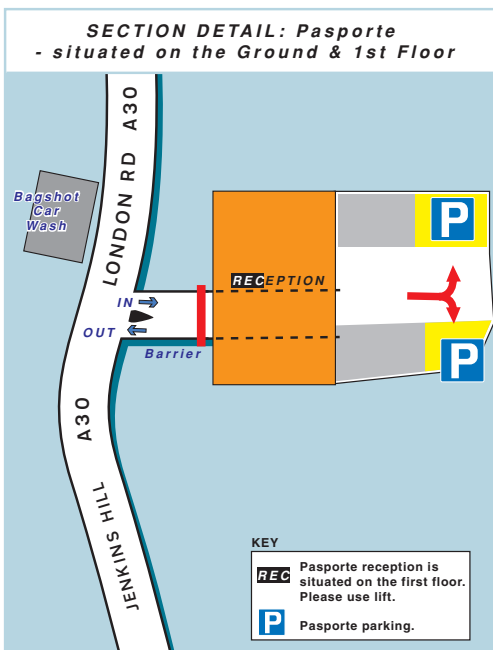 SECTION DETAIL: Pasporte
- situated on the Ground & 1st Floor
LONDON RD A30
Bagshot
Car
Wash
P
RECEPTION
IN
OUT
Barrier
P
A30
JENKINS HILL
KEY
REC
Pasporte reception is
situated on the first floor.
Please use lift.
P
Pasporte parking.